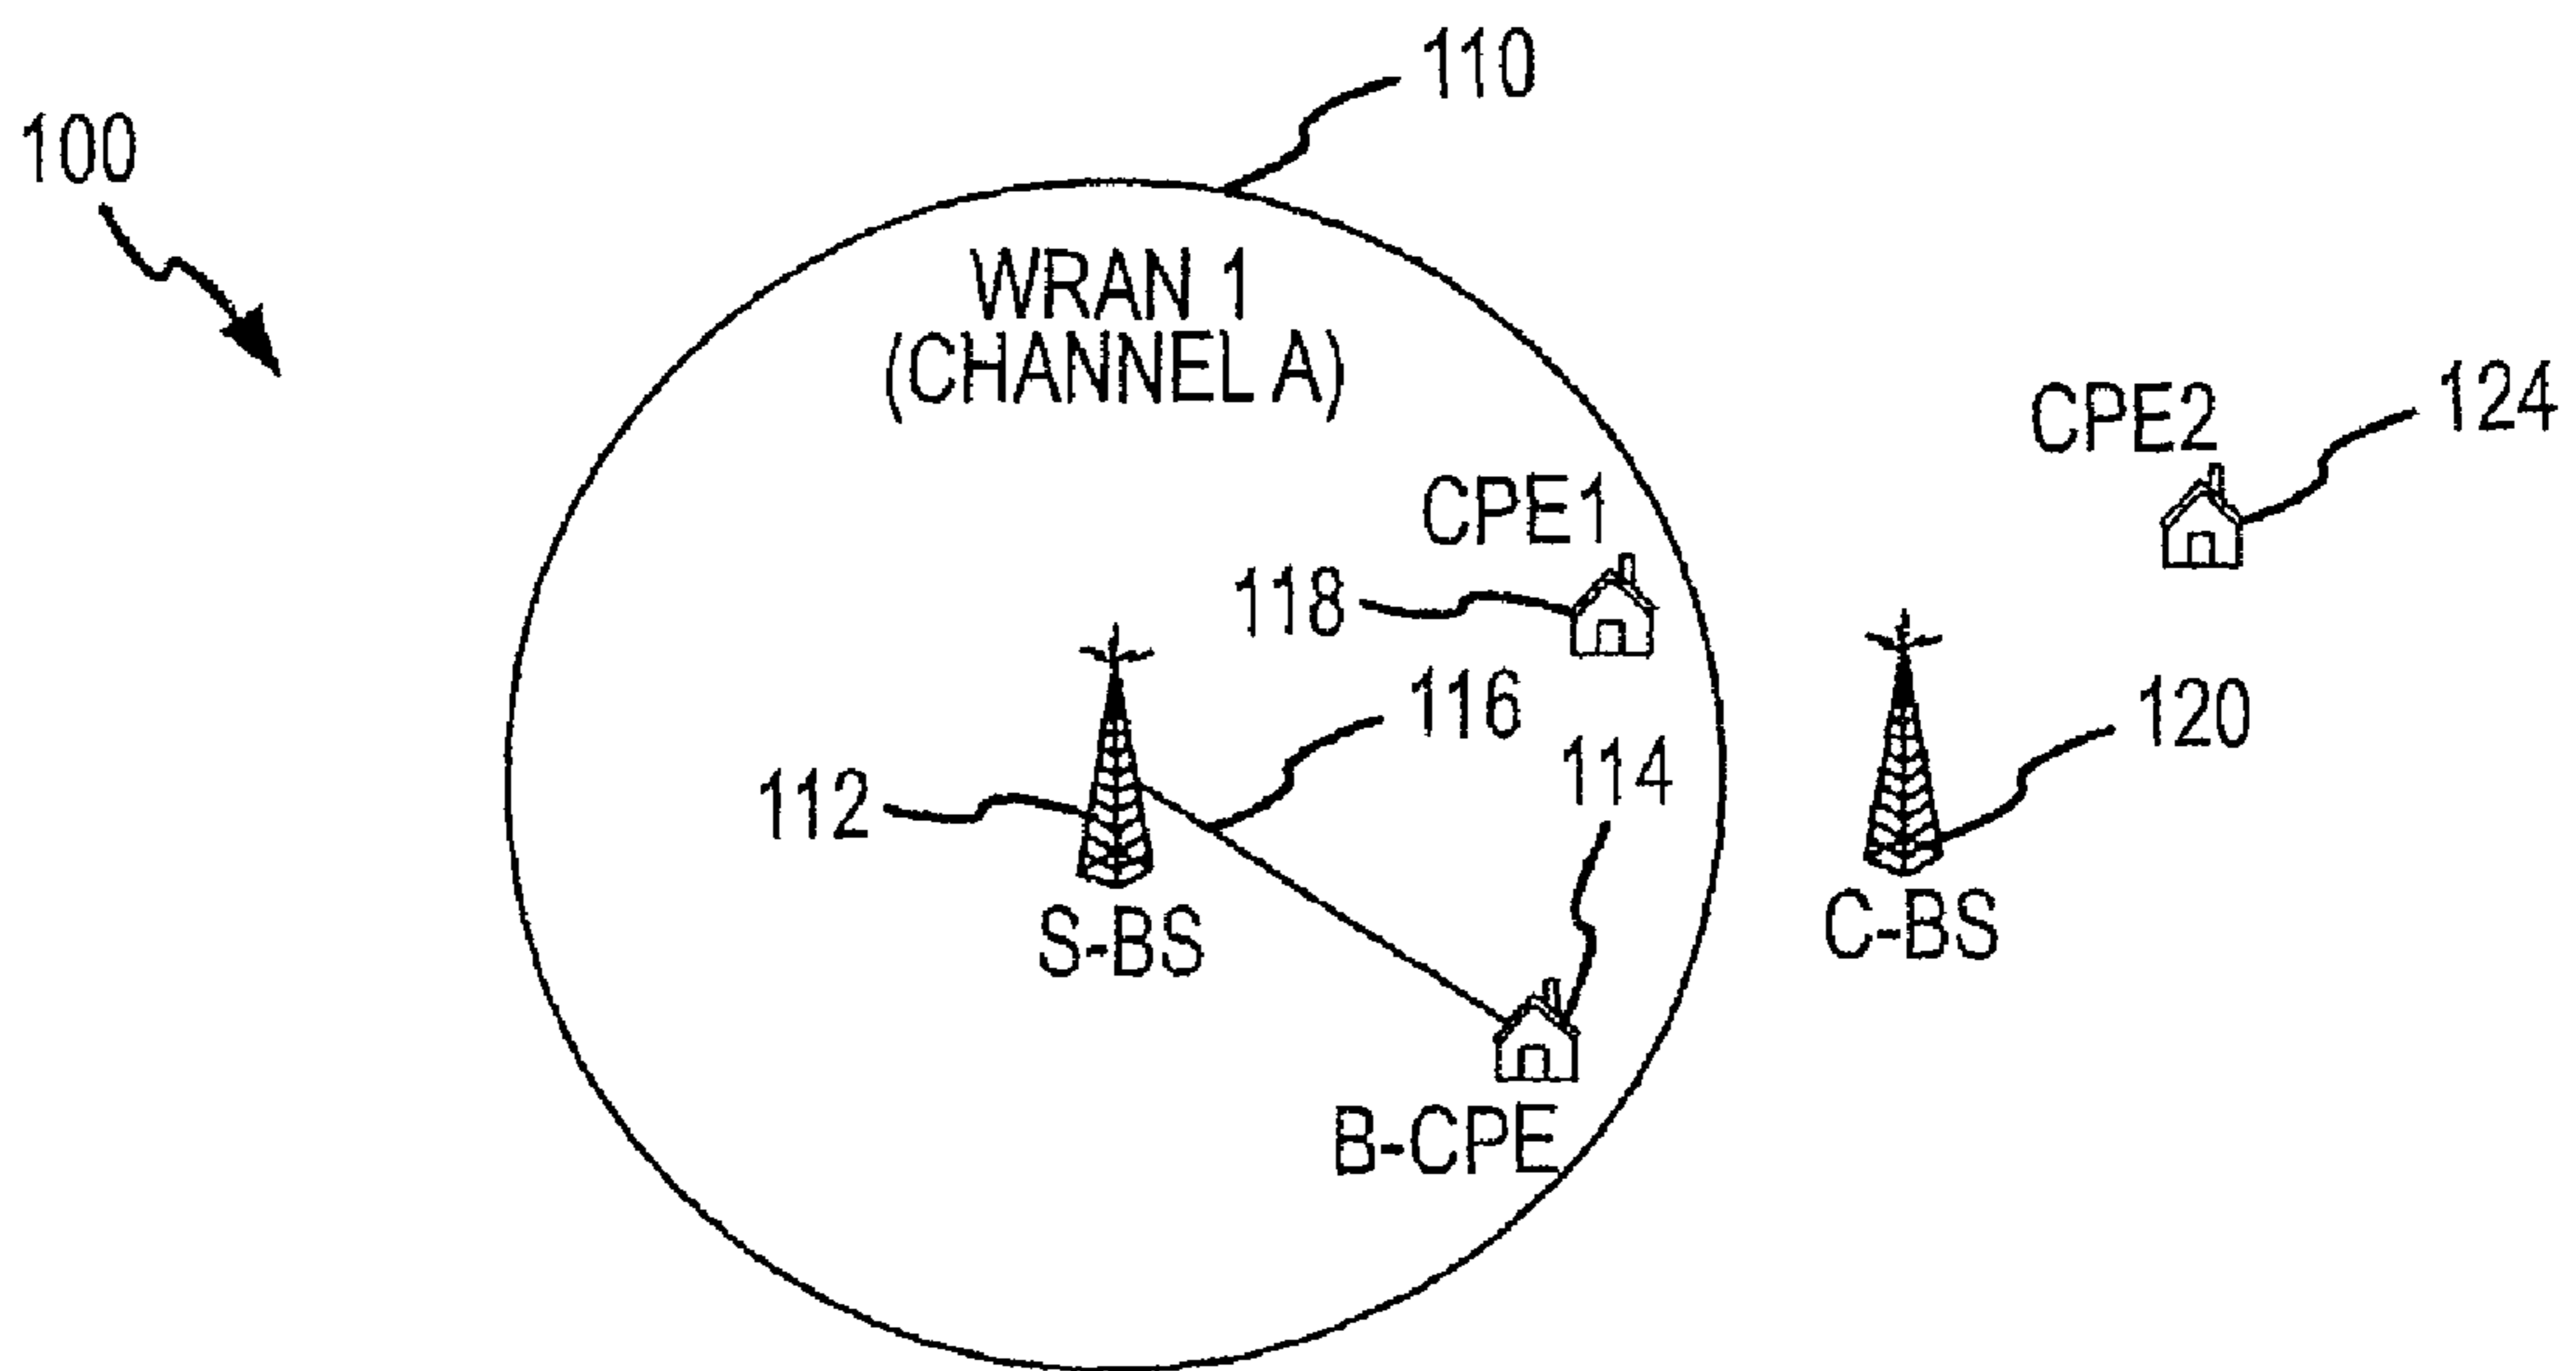 110
100
WRAN 1
(CHANNEL A)
CPE2
124
CPE1
118
116
114
120
112
S-BS
C-BS
B-CPE